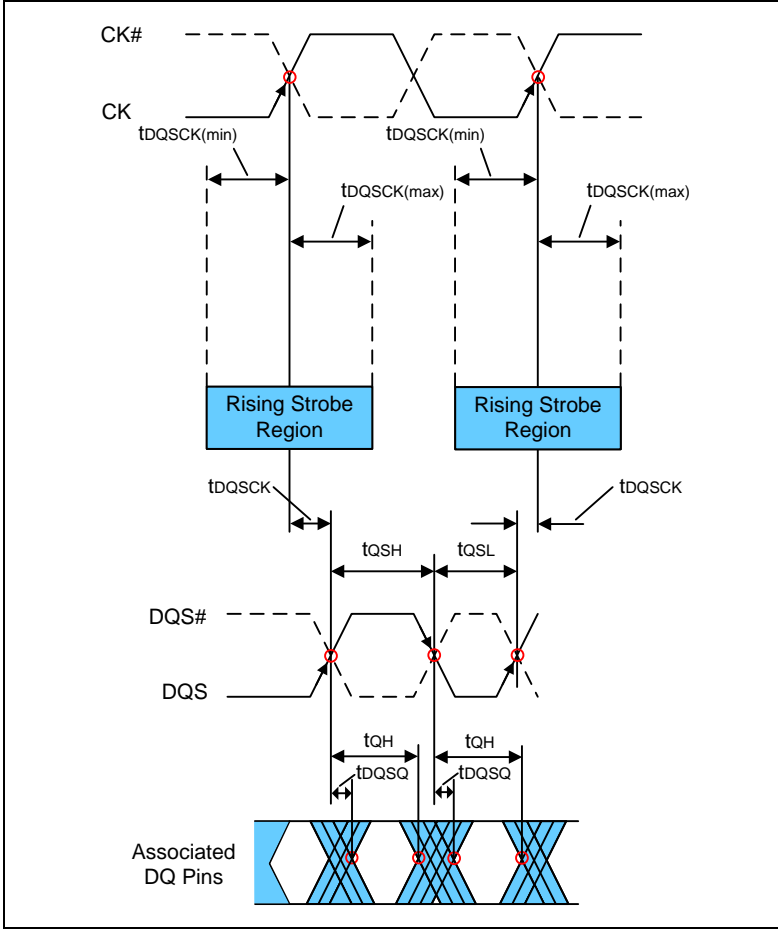 CK#
CK
tDQSCK(min)
tDQSCK(min)
tDQSCK(max)
tDQSCK(max)
Rising Strobe
Region
Rising Strobe
Region
tDQSCK
tDQSCK
tQSH
tQSL
DQS#
DQS
tQH
tQH
tDQSQ
tDQSQ
Associated
DQ Pins